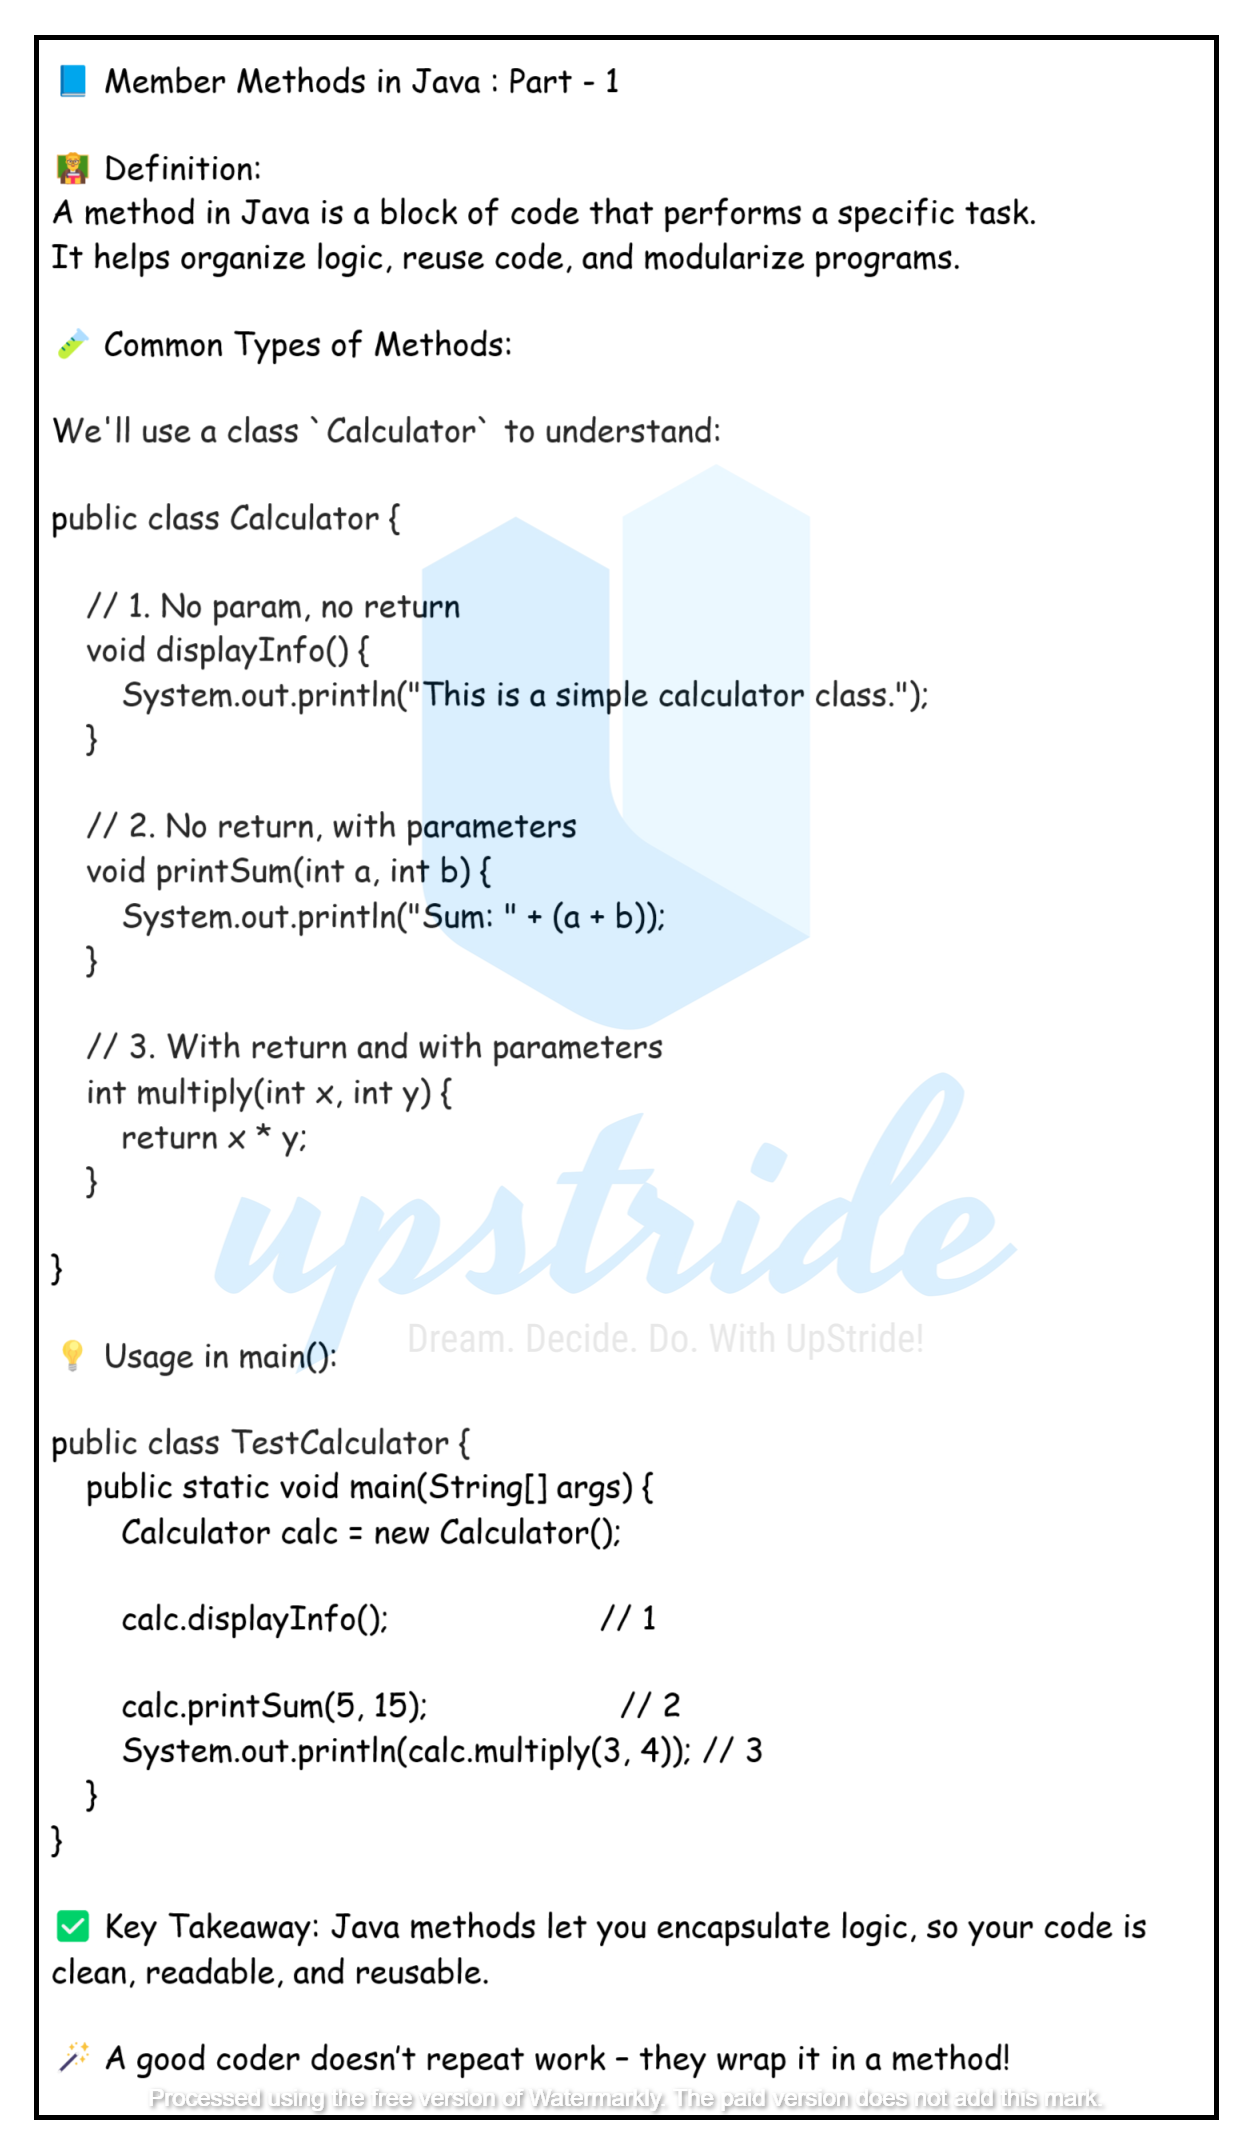 📘 Member Methods in Java : Part - 1
👩‍🏫 Definition:
A method in Java is a block of code that performs a specific task.
It helps organize logic, reuse code, and modularize programs.
🧪 Common Types of Methods:
We'll use a class `Calculator` to understand:
public class Calculator {
    // 1. No param, no return
    void displayInfo() {
        System.out.println("This is a simple calculator class.");
    }
    // 2. No return, with parameters
    void printSum(int a, int b) {
        System.out.println("Sum: " + (a + b));
    }
    // 3. With return and with parameters
    int multiply(int x, int y) {
        return x * y;
    }
upstride
}
Dream. Decide. Do. With UpStride!
💡 Usage in main():
public class TestCalculator {
    public static void main(String[] args) {
        Calculator calc = new Calculator();
        calc.displayInfo();                        // 1
        calc.printSum(5, 15);                      // 2
        System.out.println(calc.multiply(3, 4)); // 3
    }
}
✅ Key Takeaway: Java methods let you encapsulate logic, so your code is
clean, readable, and reusable.
🪄 A good coder doesn’t repeat work – they wrap it in a method!
Processed using the free version of Watermarkly. The paid version does not add this mark.